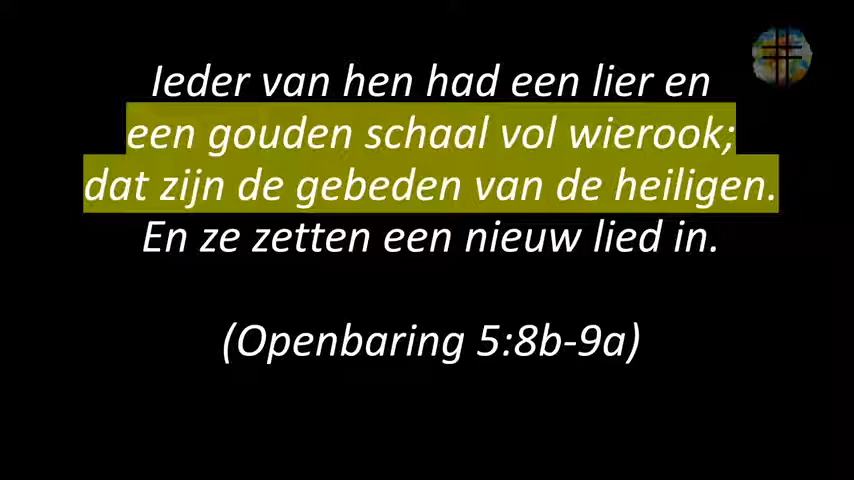 Ieder van hen had een lier en
een gouden schaal vol wierook;
dat zijn de gebeden van de heiligen.
En ze zetten een nieuw lied in.
(Openbaring 5:8b-9a)